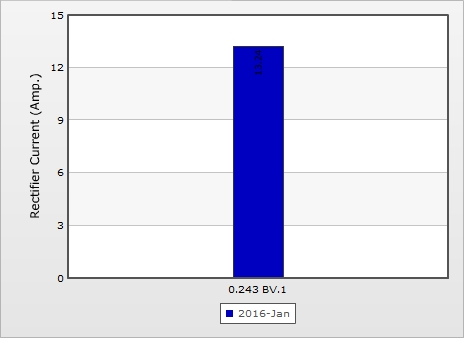 15
12
9
6
3
0
Rectifier Current (Amp.)
0.243 BV.1
2016-Jan